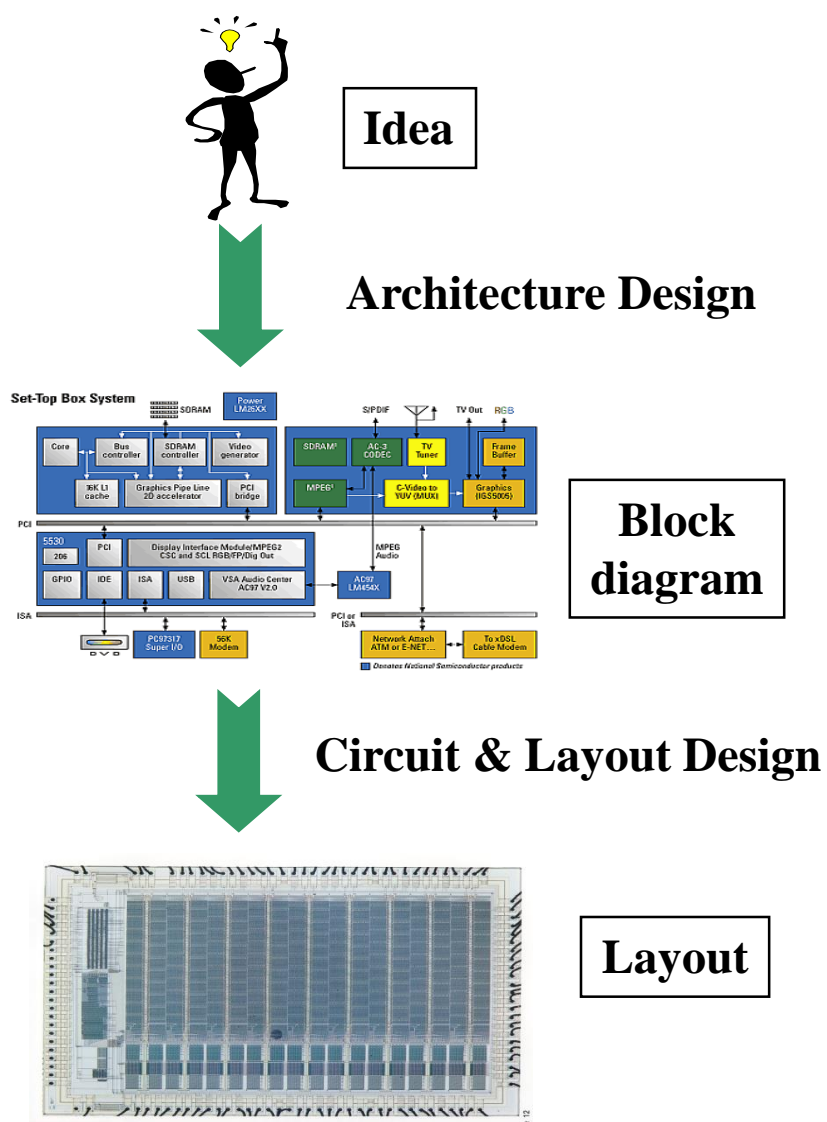 Idea
Architecture Design
Set-Top Box System
SDRAM
Power
LM26XX
S/PDIF
TV Out
RGB
Core
Bus
controller
SDRAM
controller
Video
generator
16K L1
cache
Graphics Pipe Line
2D accelerator
PCI
bridge
SDRAM¹
AC-3
CODEC
TV
Tuner
Frame
Buffer
MPEG¹
C-Video to
YUV (MUX)
Graphics
(IGS5005)
PCI
5530
206
PCI
Display Interface Module/MPEG2
CSC and SCL RGB/FP/Dig Out
GPIO
IDE
ISA
USB
VSA Audio Center
AC97 V2.0
MPEG
Audio
AC97
LM454X
ISA
PCI or
ISA
DVD
PC97317
Super I/O
56K
Modem
Network Attach
ATM or E-NET...
To xDSL
Cable Modem
Denotes National Semiconductor products
Block
diagram
Circuit & Layout Design
Layout